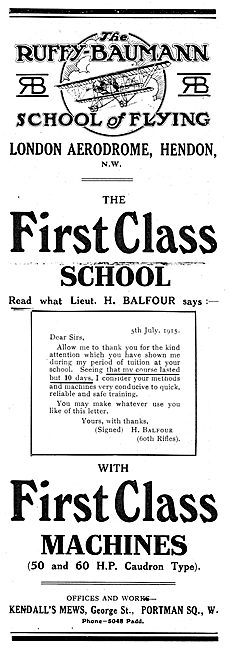 The
RUFFY-BAUMANN
RB RB
SCHOOL of FLYING
LONDON AERODROME, HENDON,
N.W.
THE
First Class
SCHOOL
Read what Lieut. H. BALFOUR says :—
5th July, 1915.
Dear Sirs,
Allow me to thank you for the kind
attention which you have shown me
during my period of tuition at your
school. Seeing that my course lasted
but 10 days, I consider your methods
and machines very conducive to quick,
reliable and safe training.
You may make whatever use you
like of this letter.
Yours, with thanks,
(Signed) H. BALFOUR
(60th Rifles).
WITH
First Class
MACHINES
(50 and 60 H.P. Caudron Type).
OFFICES AND WORKS—
KENDALL'S MEWS, George St., PORTMAN SQ., W.
Phone—5046 Padd.